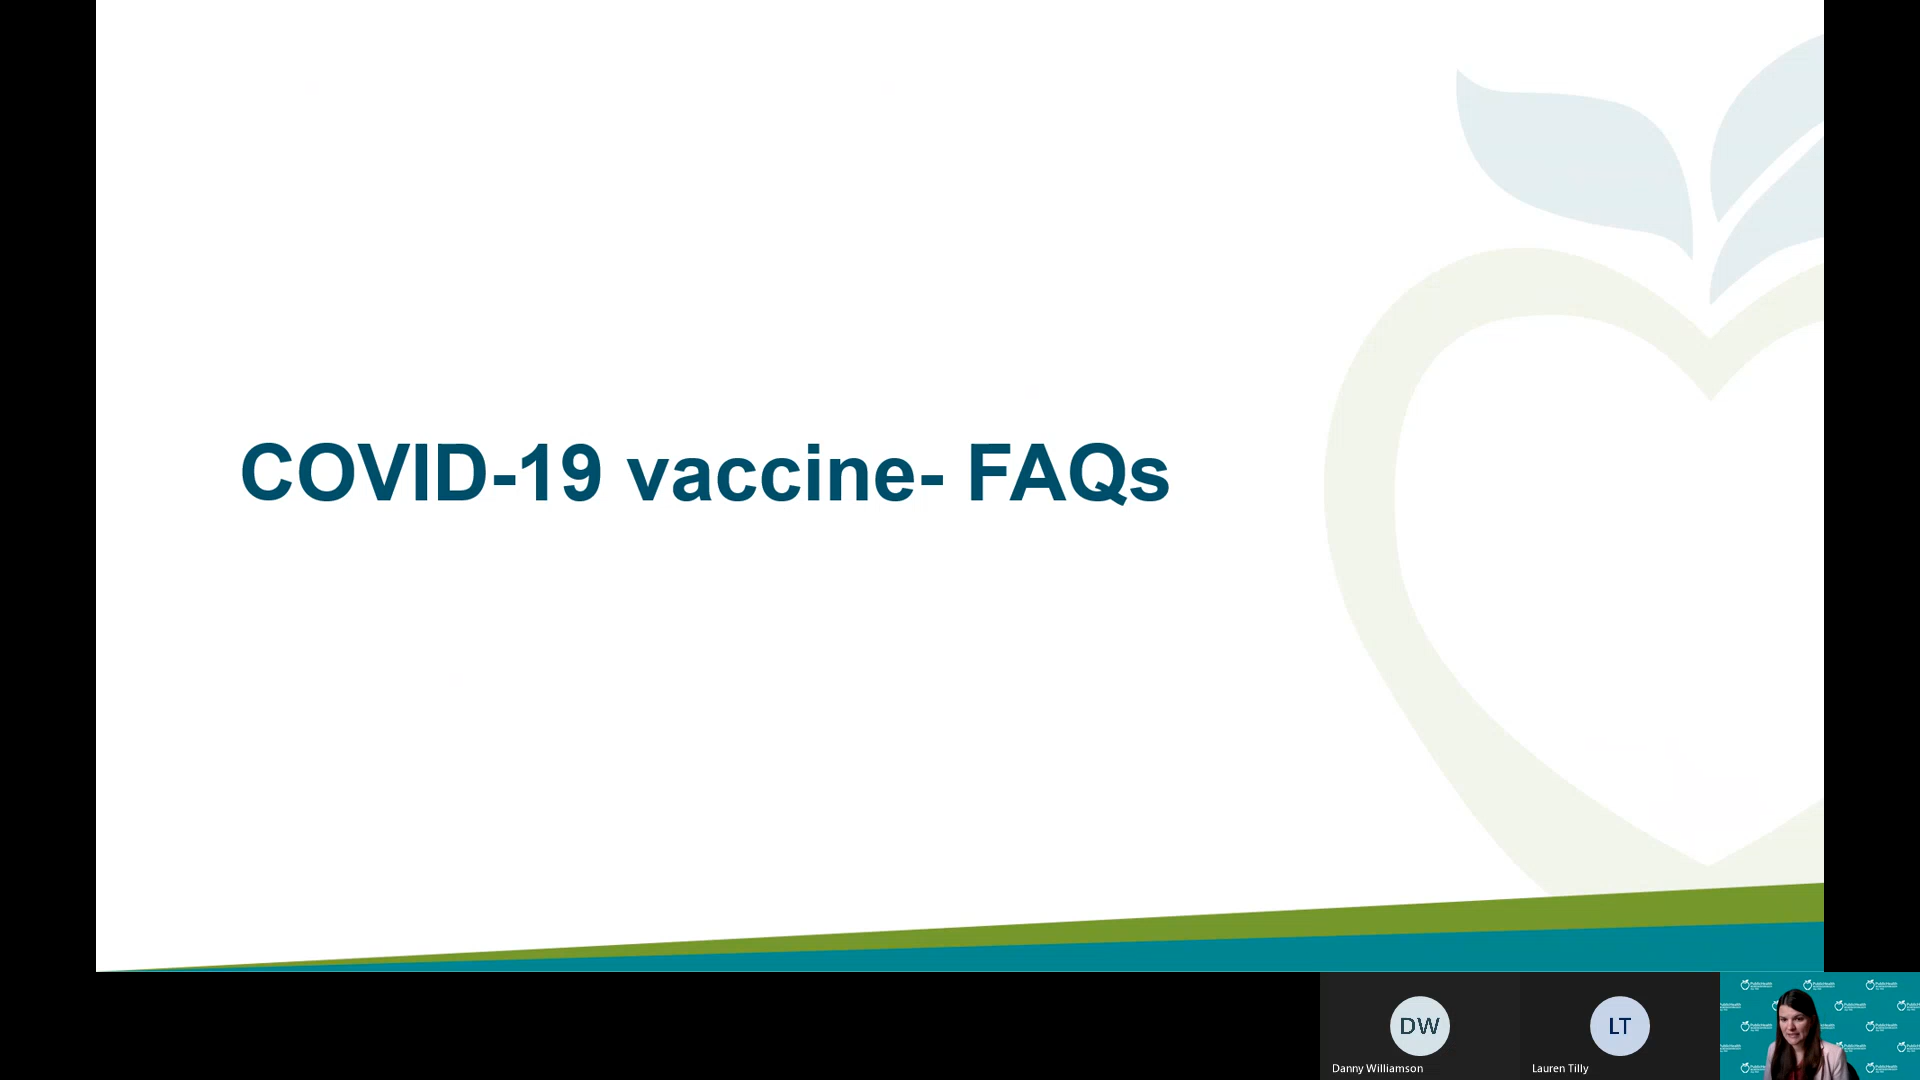 COVID-19 vaccine- FAQs
DW
LT
Danny Williamson
Lauren Tilly